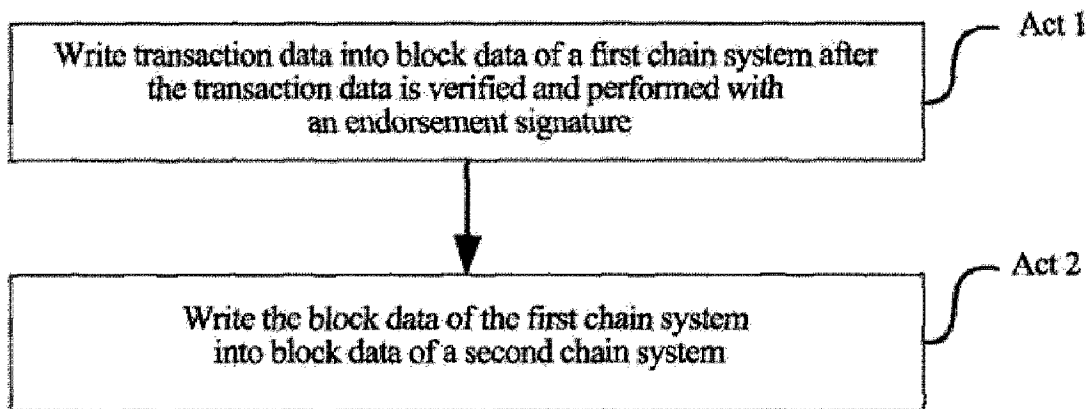 Act 1
Write transaction data into block data of a first chain system after
the transaction data is verified and performed with
an endorsement signature
Act 2
Write the block data of the first chain system
into block data of a second chain system